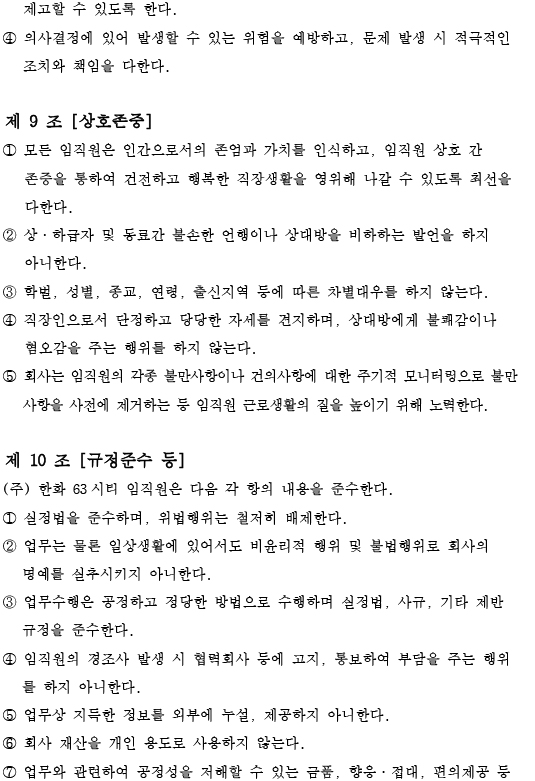 제고할 수 있도록 한다.
④ 의사결정에 있어 발생할 수 있는 위험을 예방하고, 문제 발생 시 적극적인
조치와 책임을 다한다.
제 9 조 [상호존중]
① 모든 임직원은 인간으로서의 존엄과 가치를 인식하고, 임직원 상호 간
존중을 통하여 건전하고 행복한 직장생활을 영위해 나갈 수 있도록 최선을
다한다.
② 상·하급자 및 동료간 불손한 언행이나 상대방을 비하하는 발언을 하지
아니한다.
③ 학벌, 성별, 종교, 연령, 출신지역 등에 따른 차별대우를 하지 않는다.
④ 직장인으로서 단정하고 당당한 자세를 견지하며, 상대방에게 불쾌감이나
혐오감을 주는 행위를 하지 않는다.
⑤ 회사는 임직원의 각종 불만사항이나 건의사항에 대한 주기적 모니터링으로 불만
사항을 사전에 제거하는 등 임직원 근로생활의 질을 높이기 위해 노력한다.
제 10 조 [규정준수 등]
(주) 한화 63시티 임직원은 다음 각 항의 내용을 준수한다.
① 실정법을 준수하며, 위법행위는 철저히 배제한다.
② 업무는 물론 일상생활에 있어서도 비윤리적 행위 및 불법행위로 회사의
명예를 실추시키지 아니한다.
③ 업무수행은 공정하고 정당한 방법으로 수행하며 실정법, 사규, 기타 제반
규정을 준수한다.
④ 임직원의 경조사 발생 시 협력회사 등에 고지, 통보하여 부담을 주는 행위
를 하지 아니한다.
⑤ 업무상 지득한 정보를 외부에 누설, 제공하지 아니한다.
⑥ 회사 재산을 개인 용도로 사용하지 않는다.
⑦ 업무와 관련하여 공정성을 저해할 수 있는 금품, 향응·접대, 편의제공 등